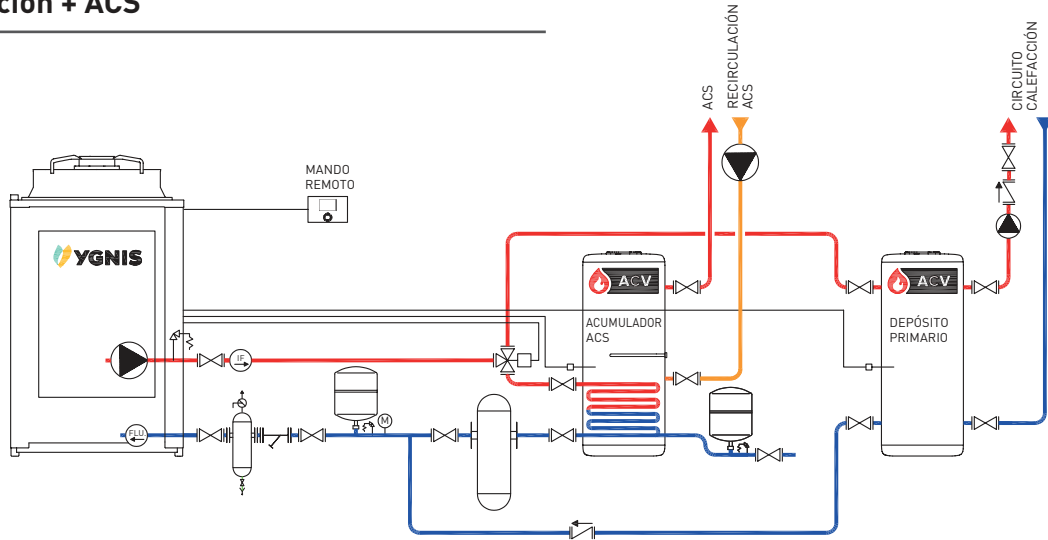 ción + ACS
ACS
RECIRCULACIÓN
ACS
CIRCUITO
CALEFACCIÓN
MANDO
REMOTO
YGNIS
ACV
ACV
ACUMULADOR
ACS
DEPÓSITO
PRIMARIO
IF
M
FLU.